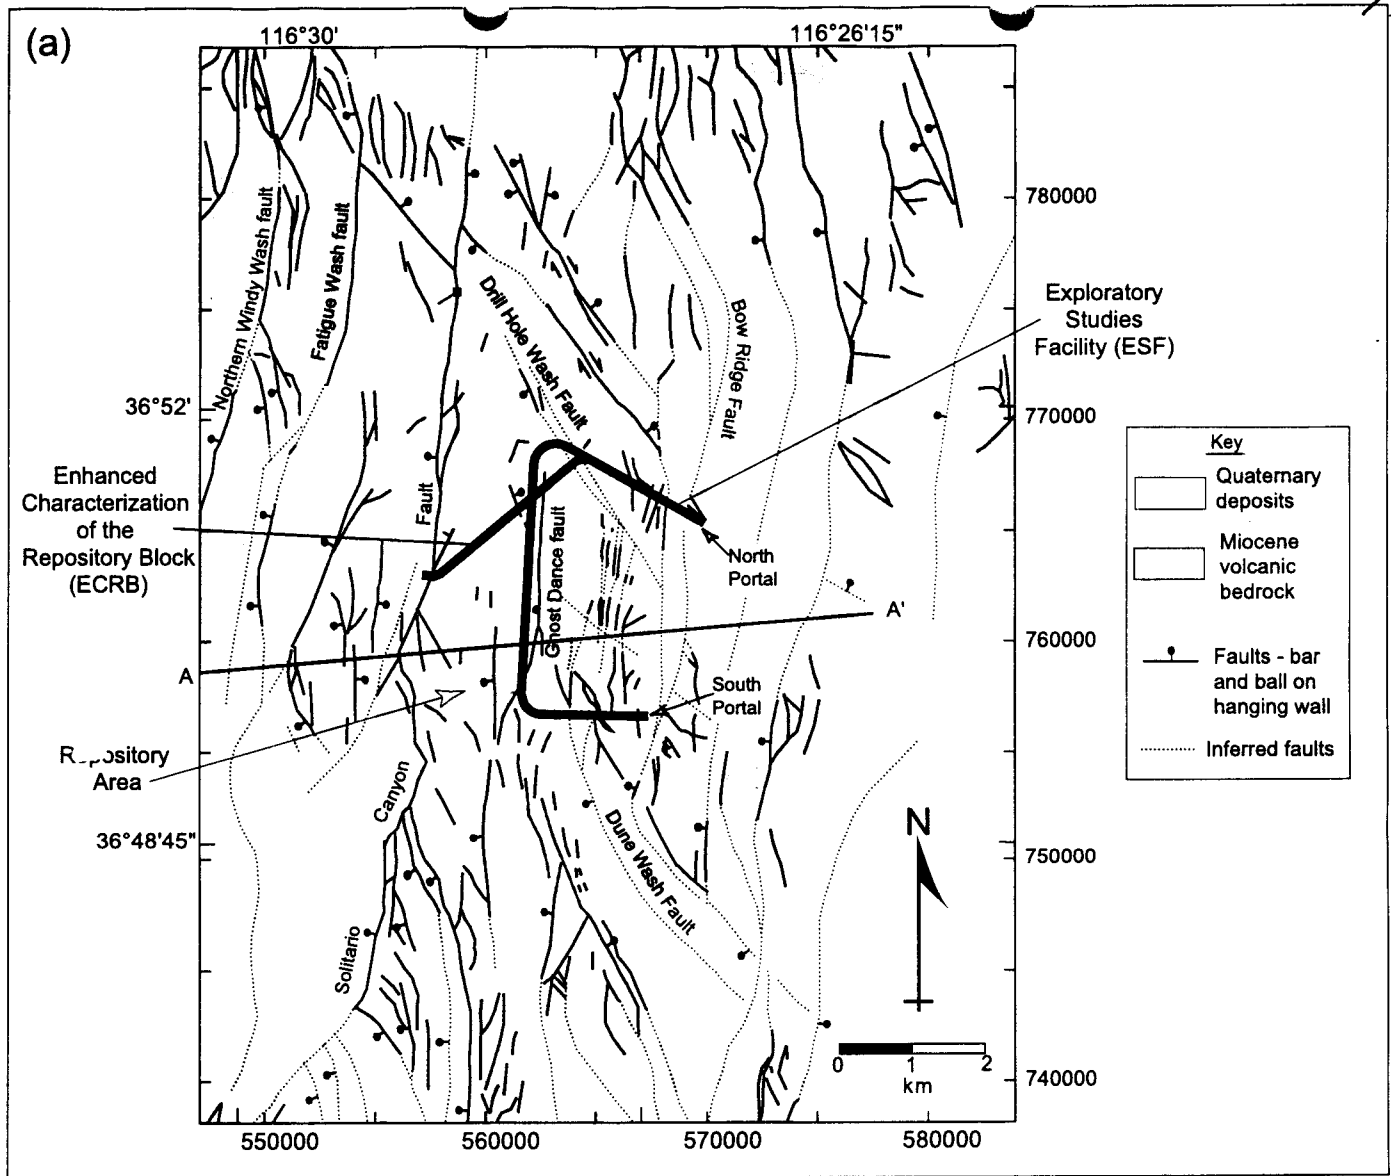 (a)
116°30'
116°26'15"
780000
Exploratory
Studies
Facility (ESF)
Northern Windy Wash fault
Fatigue Wash fault
Drill Hole Wash Fault
Bow Ridge Fault
36°52'
770000
Key
Quaternary
deposits
Miocene
volcanic
bedrock
Faults - bar
and ball on
hanging wall
Inferred faults
Enhanced
Characterization
of the
Repository Block
(ECRB)
Fault
Ghost Dance fault
North
Portal
A'
760000
A
South
Portal
Area
Canyon
36°48'45"
750000
Dune Wash Fault
N
Solitario
0
1
2
km
740000
550000
560000
570000
580000